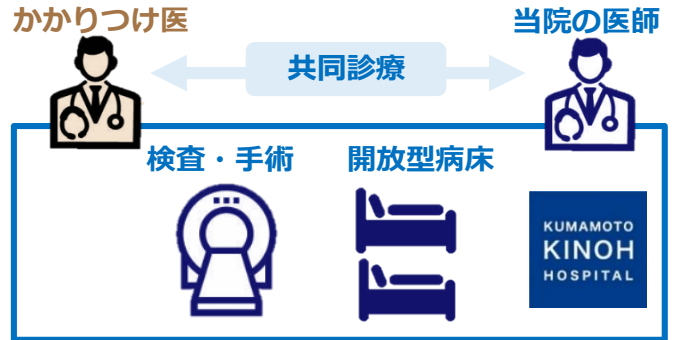 かかりつけ医
当院の医師
共同診療
検査・手術
開放型病床
KUMAMOTO
KINOH
HOSPITAL